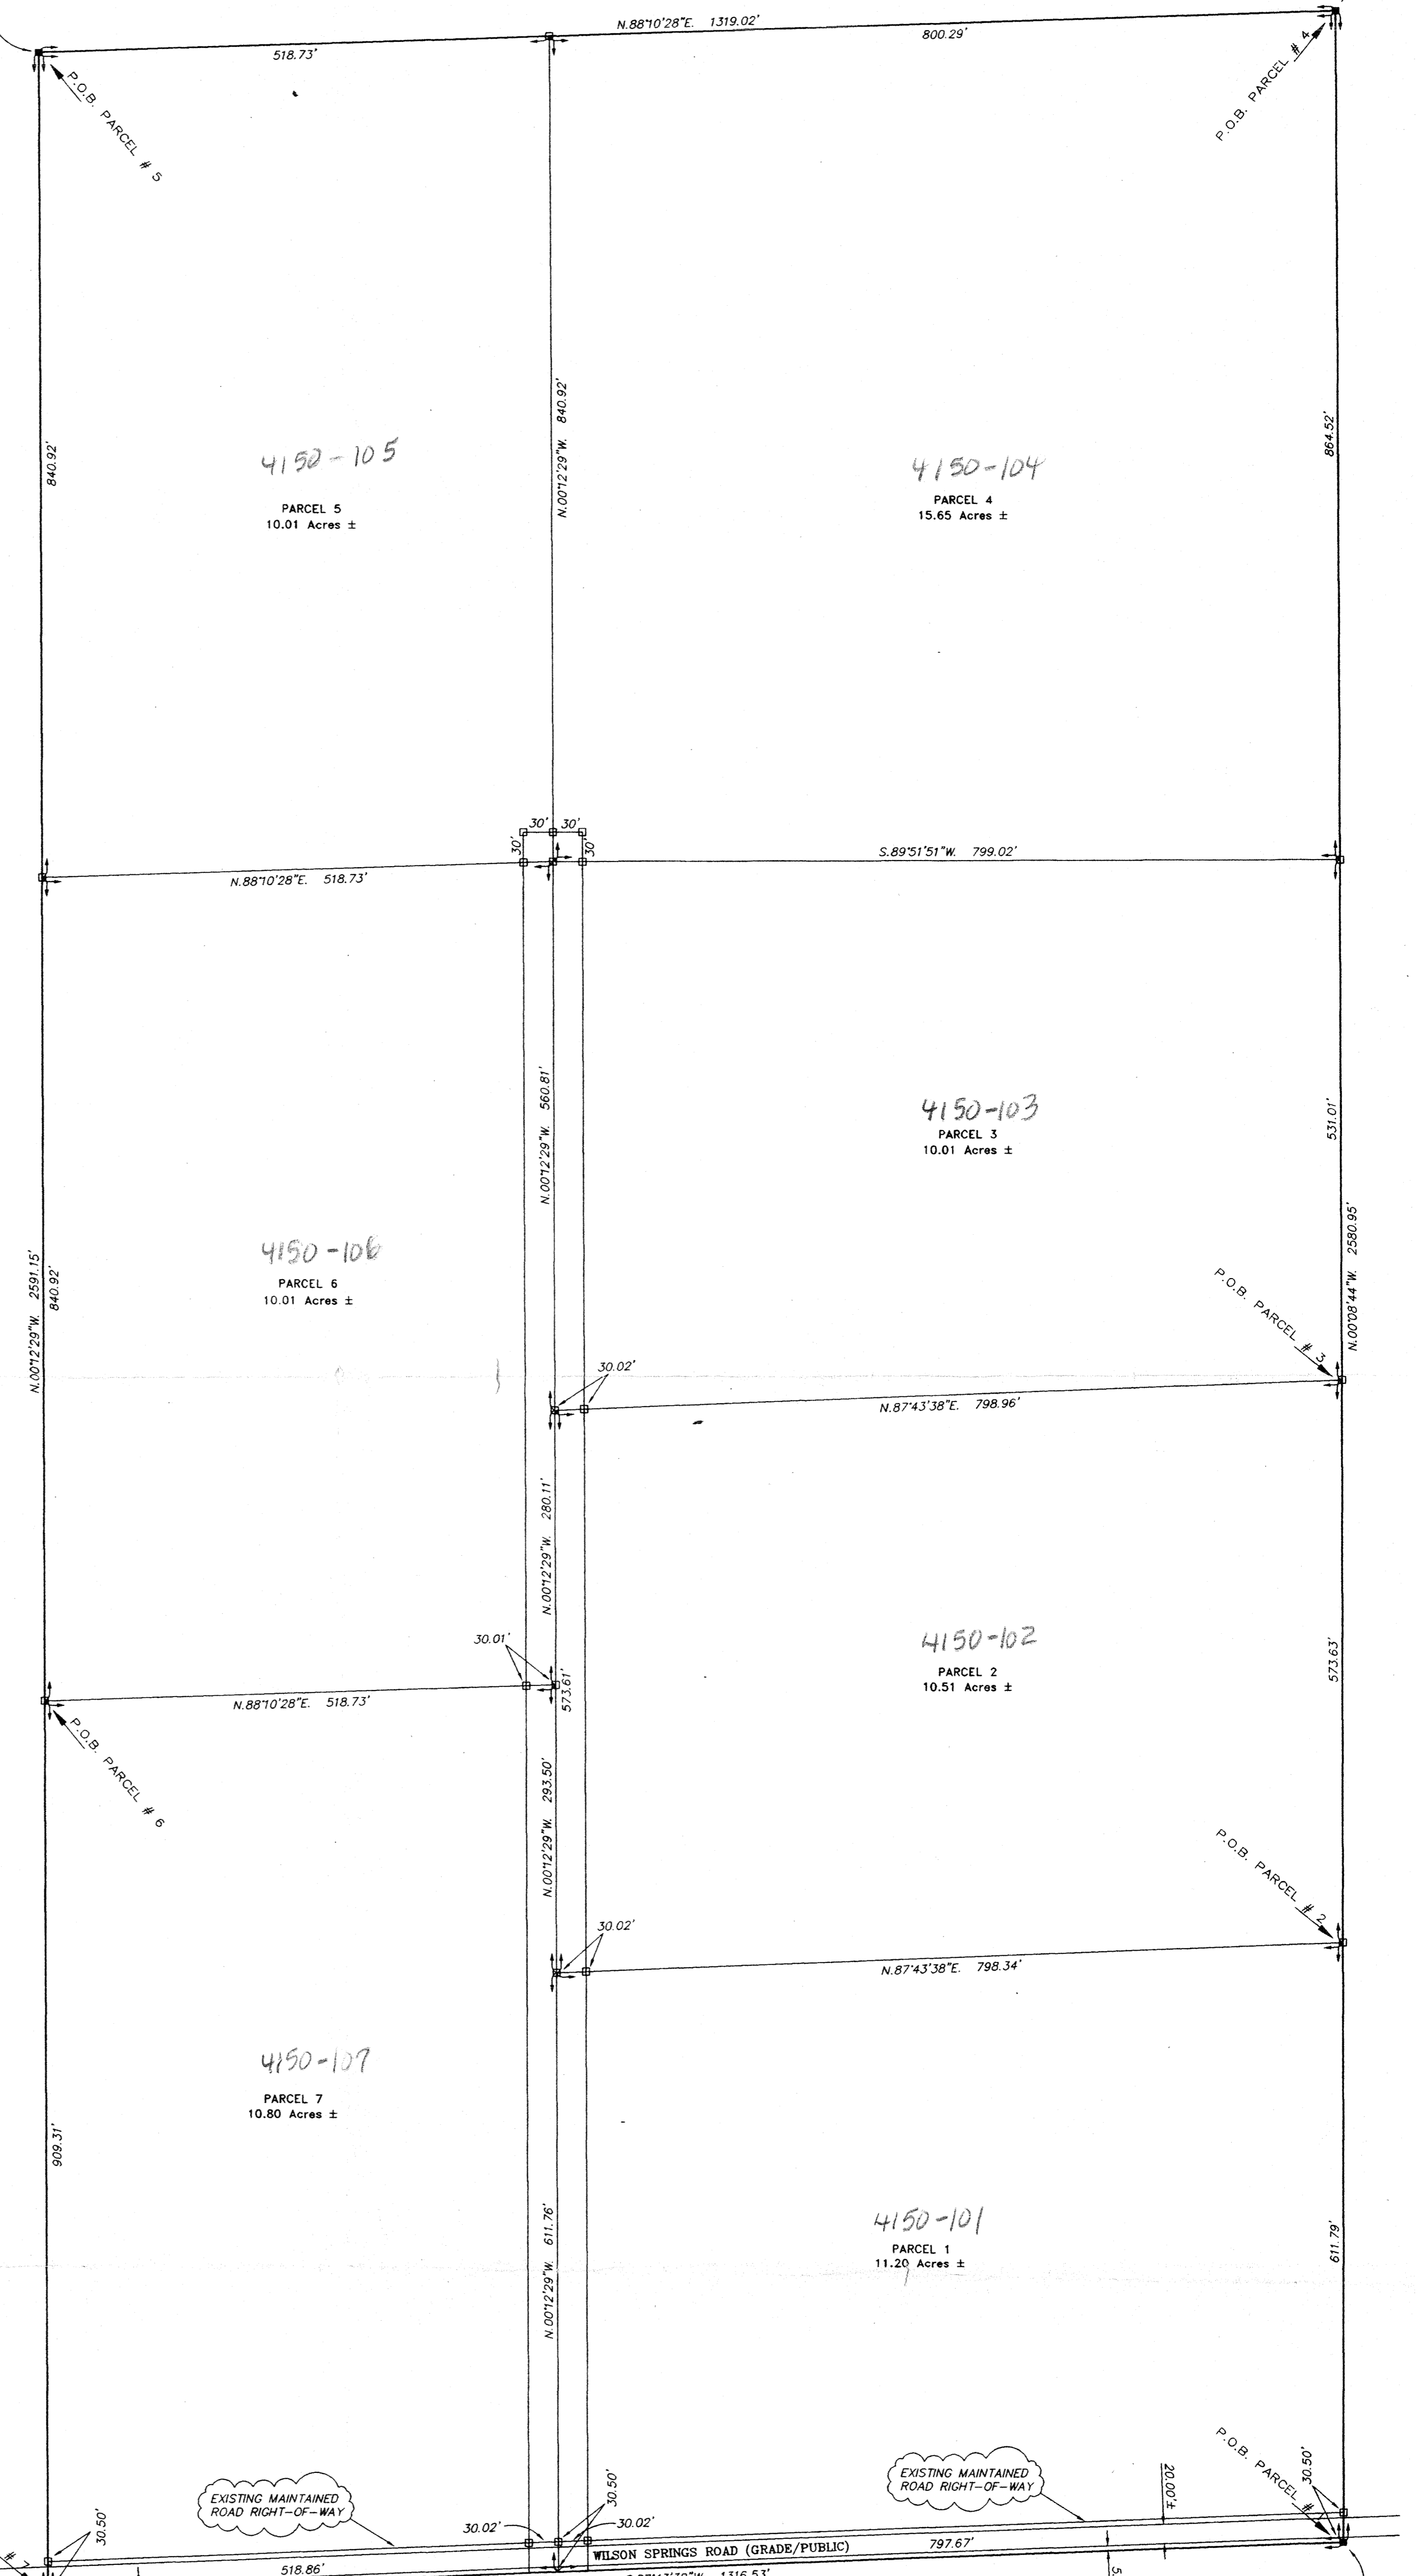 N.88°10'28"E. 1319.02'
518.73'
800.29'
P.O.B. PARCEL # 5
P.O.B. PARCEL # 4
840.92'
N.00°12'29"W. 840.92'
864.52'
4150-105
PARCEL 5
10.01 Acres ±
4150-104
PARCEL 4
15.65 Acres ±
30'
30'
30'
30'
N.88°10'28"E. 518.73'
S.89°51'51"W. 799.02'
N.00°12'29"W. 560.81'
4150-103
PARCEL 3
10.01 Acres ±
531.01'
N.00°12'29"W. 2591.15'
840.92'
4150-106
PARCEL 6
10.01 Acres ±
N.00°08'44"W. 2580.95'
P.O.B. PARCEL # 3
30.02'
N.87°43'38"E. 798.96'
N.00°12'29"W. 280.11'
30.01'
573.61'
4150-102
PARCEL 2
10.51 Acres ±
573.63'
N.88°10'28"E. 518.73'
P.O.B. PARCEL # 6
N.00°12'29"W. 293.50'
P.O.B. PARCEL # 2
30.02'
N.87°43'38"E. 798.34'
4150-107
PARCEL 7
10.80 Acres ±
909.31'
N.00°12'29"W. 611.76'
4150-101
PARCEL 1
11.20 Acres ±
611.79'
EXISTING MAINTAINED
ROAD RIGHT-OF-WAY
EXISTING MAINTAINED
ROAD RIGHT-OF-WAY
20.00'±
P.O.B. PARCEL #
30.50'
30.50'
30.50'
30.02'
30.02'
WILSON SPRINGS ROAD (GRADE/PUBLIC)
797.67'
518.86'
1316.53'